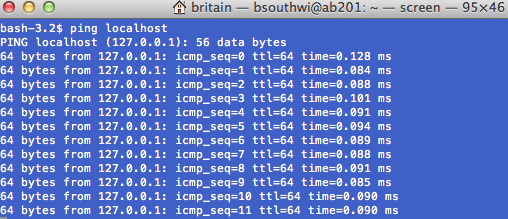 britain — bsouthwi@ab201: ~ — screen — 95×46
bash-3.2$ ping localhost
PING localhost (127.0.0.1): 56 data bytes
64 bytes from 127.0.0.1: icmp_seq=0 ttl=64 time=0.128 ms
64 bytes from 127.0.0.1: icmp_seq=1 ttl=64 time=0.084 ms
64 bytes from 127.0.0.1: icmp_seq=2 ttl=64 time=0.088 ms
64 bytes from 127.0.0.1: icmp_seq=3 ttl=64 time=0.101 ms
64 bytes from 127.0.0.1: icmp_seq=4 ttl=64 time=0.091 ms
64 bytes from 127.0.0.1: icmp_seq=5 ttl=64 time=0.094 ms
64 bytes from 127.0.0.1: icmp_seq=6 ttl=64 time=0.089 ms
64 bytes from 127.0.0.1: icmp_seq=7 ttl=64 time=0.088 ms
64 bytes from 127.0.0.1: icmp_seq=8 ttl=64 time=0.091 ms
64 bytes from 127.0.0.1: icmp_seq=9 ttl=64 time=0.085 ms
64 bytes from 127.0.0.1: icmp_seq=10 ttl=64 time=0.090 ms
64 bytes from 127.0.0.1: icmp_seq=11 ttl=64 time=0.090 ms